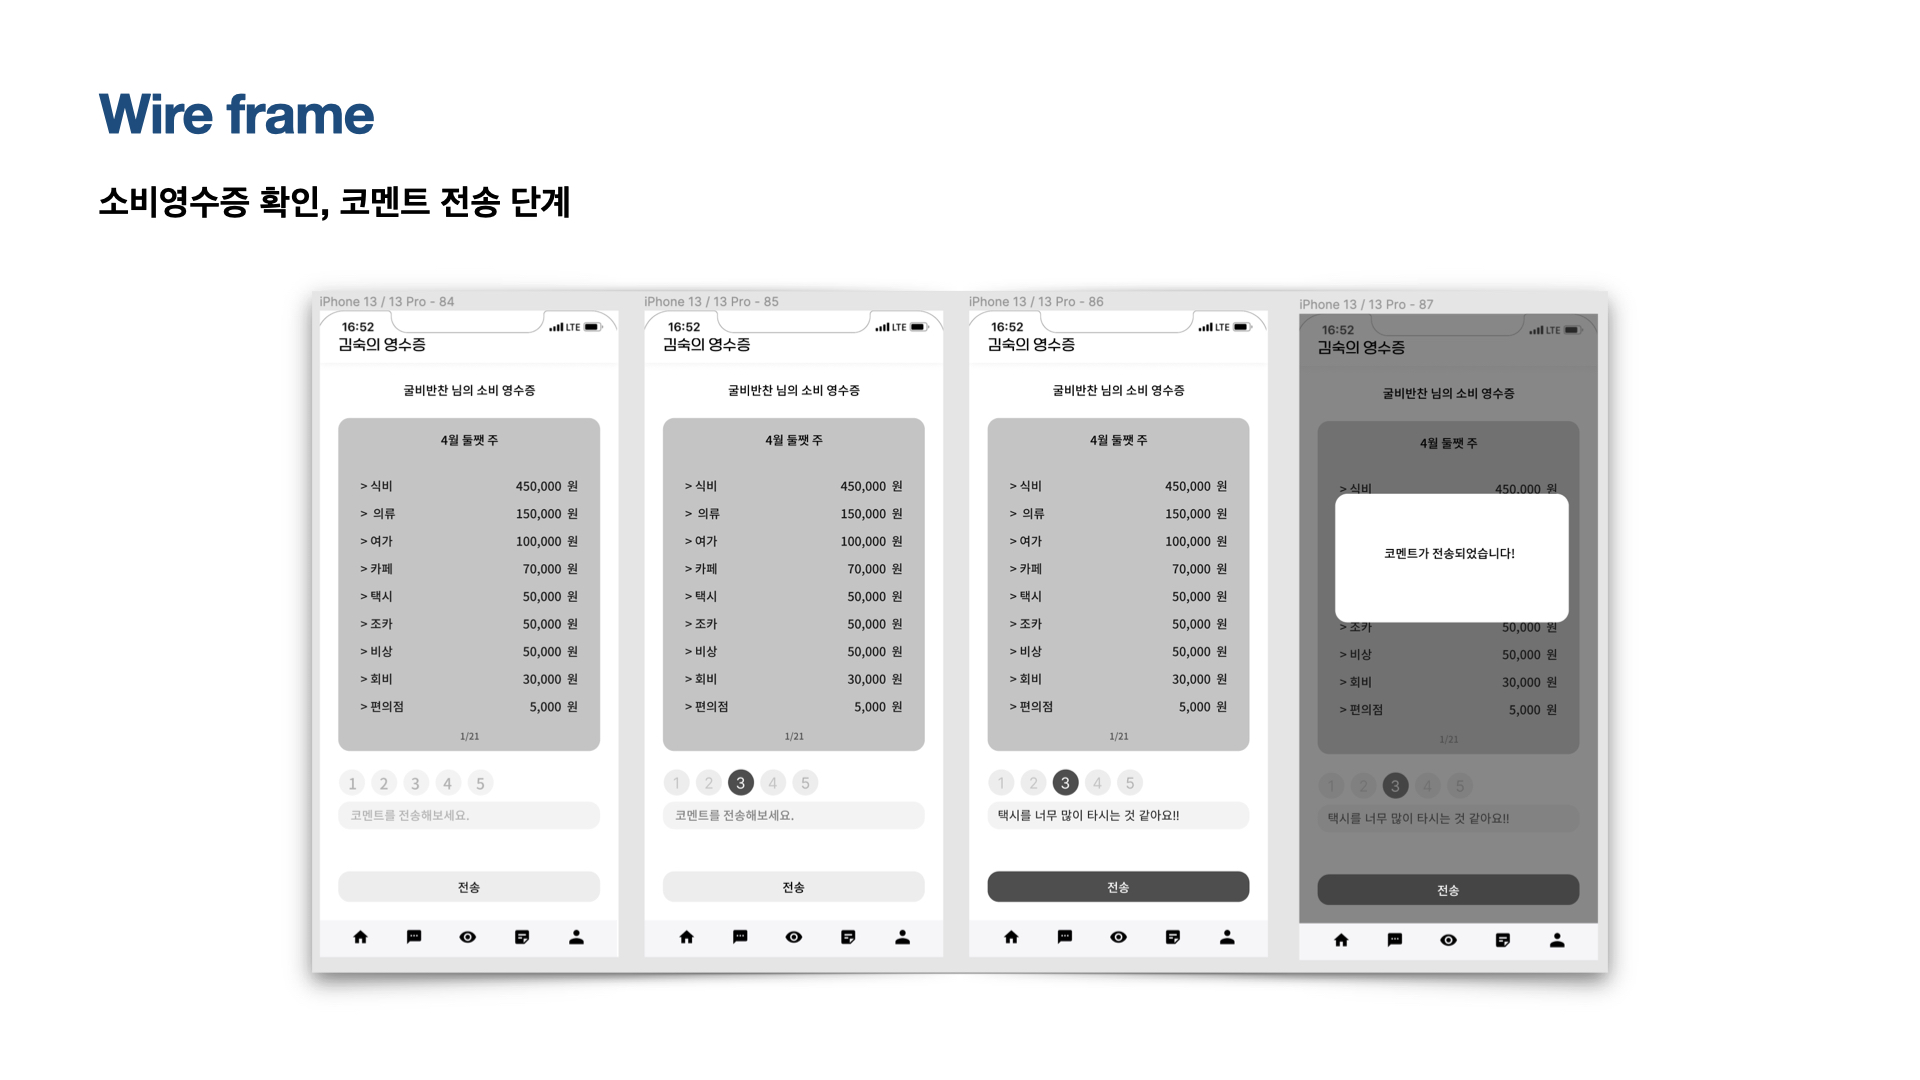 Wire frame
소비영수증 확인, 코멘트 전송 단계
iPhone 13 / 13 Pro - 84
16:52
LTE
김숙의 영수증
굴비반찬 님의 소비 영수증
4월 둘쨋 주
> 식비 450,000 원
> 의류 150,000 원
> 여가 100,000 원
> 카페 70,000 원
> 택시 50,000 원
> 조카 50,000 원
> 비상 50,000 원
> 회비 30,000 원
> 편의점 5,000 원
1/21
1 2 3 4 5
코멘트를 전송해보세요.
전송
iPhone 13 / 13 Pro - 85
16:52
LTE
김숙의 영수증
굴비반찬 님의 소비 영수증
4월 둘쨋 주
> 식비 450,000 원
> 의류 150,000 원
> 여가 100,000 원
> 카페 70,000 원
> 택시 50,000 원
> 조카 50,000 원
> 비상 50,000 원
> 회비 30,000 원
> 편의점 5,000 원
1/21
1 2 3 4 5
코멘트를 전송해보세요.
전송
iPhone 13 / 13 Pro - 86
16:52
LTE
김숙의 영수증
굴비반찬 님의 소비 영수증
4월 둘쨋 주
> 식비 450,000 원
> 의류 150,000 원
> 여가 100,000 원
> 카페 70,000 원
> 택시 50,000 원
> 조카 50,000 원
> 비상 50,000 원
> 회비 30,000 원
> 편의점 5,000 원
1/21
1 2 3 4 5
택시를 너무 많이 타시는 것 같아요!!
전송
iPhone 13 / 13 Pro - 87
16:52
LTE
김숙의 영수증
굴비반찬 님의 소비 영수증
4월 둘쨋 주
> 식비 450,000 원
코멘트가 전송되었습니다!
> 조카 50,000 원
> 비상 50,000 원
> 회비 30,000 원
> 편의점 5,000 원
1/21
1 2 3 4 5
택시를 너무 많이 타시는 것 같아요!!
전송